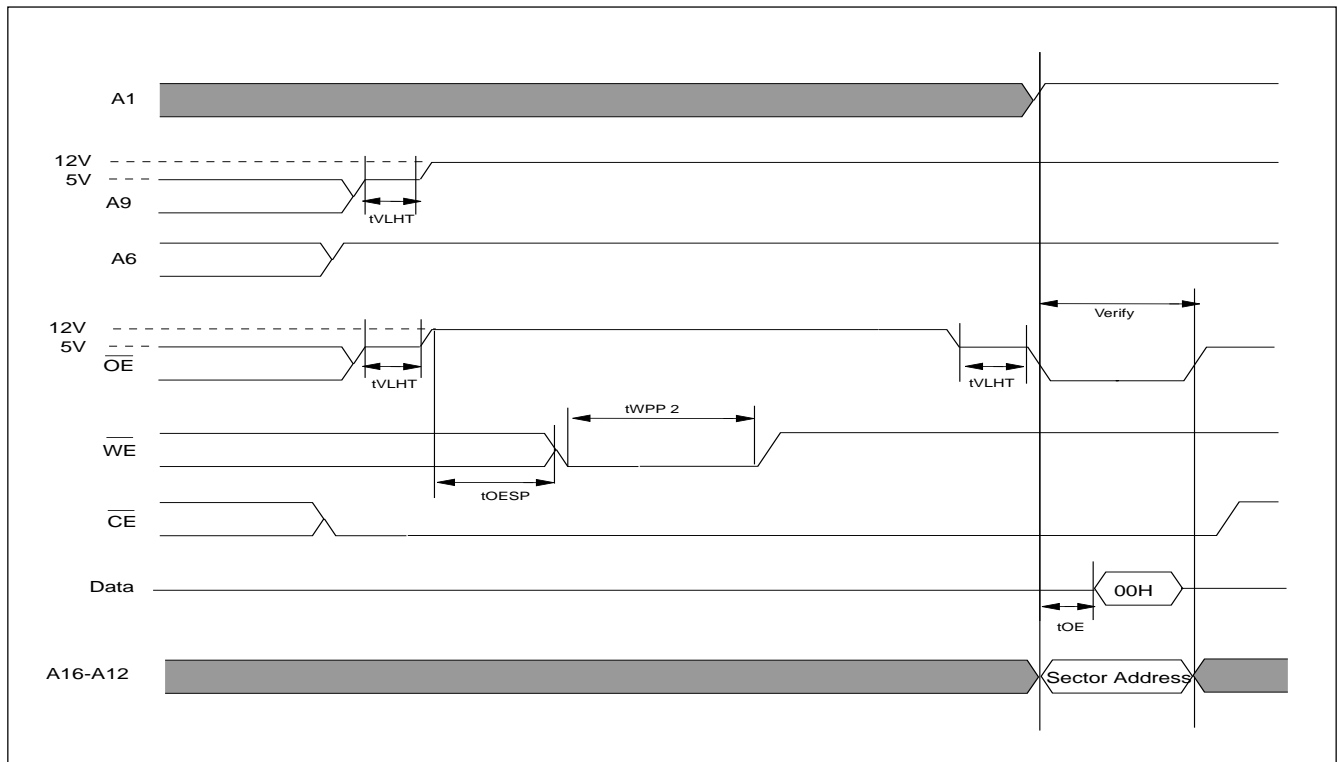 A1
12V
5V
A9
tVLHT
A6
12V
5V
OE
tVLHT
tVLHT
Verify
WE
tWPP 2
tOESP
CE
Data
00H
tOE
A16-A12
Sector Address